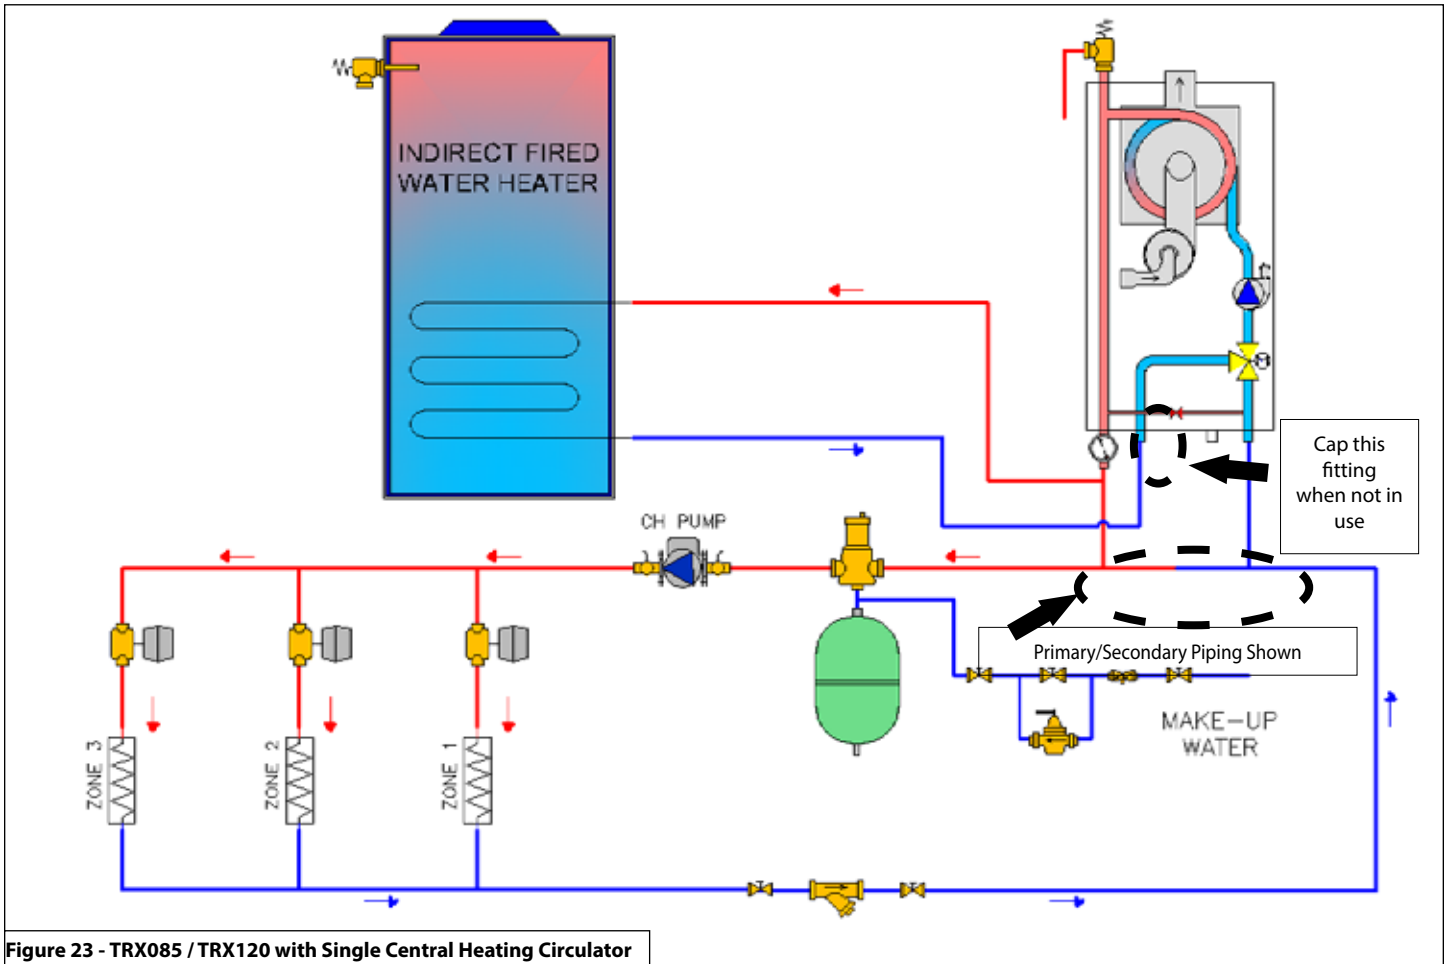 INDIRECT FIRED
WATER HEATER
Cap this
fitting
when not in
use
CH PUMP
Primary/Secondary Piping Shown
MAKE-UP
WATER
ZONE 3
ZONE 2
ZONE 1
Figure 23 - TRX085 / TRX120 with Single Central Heating Circulator